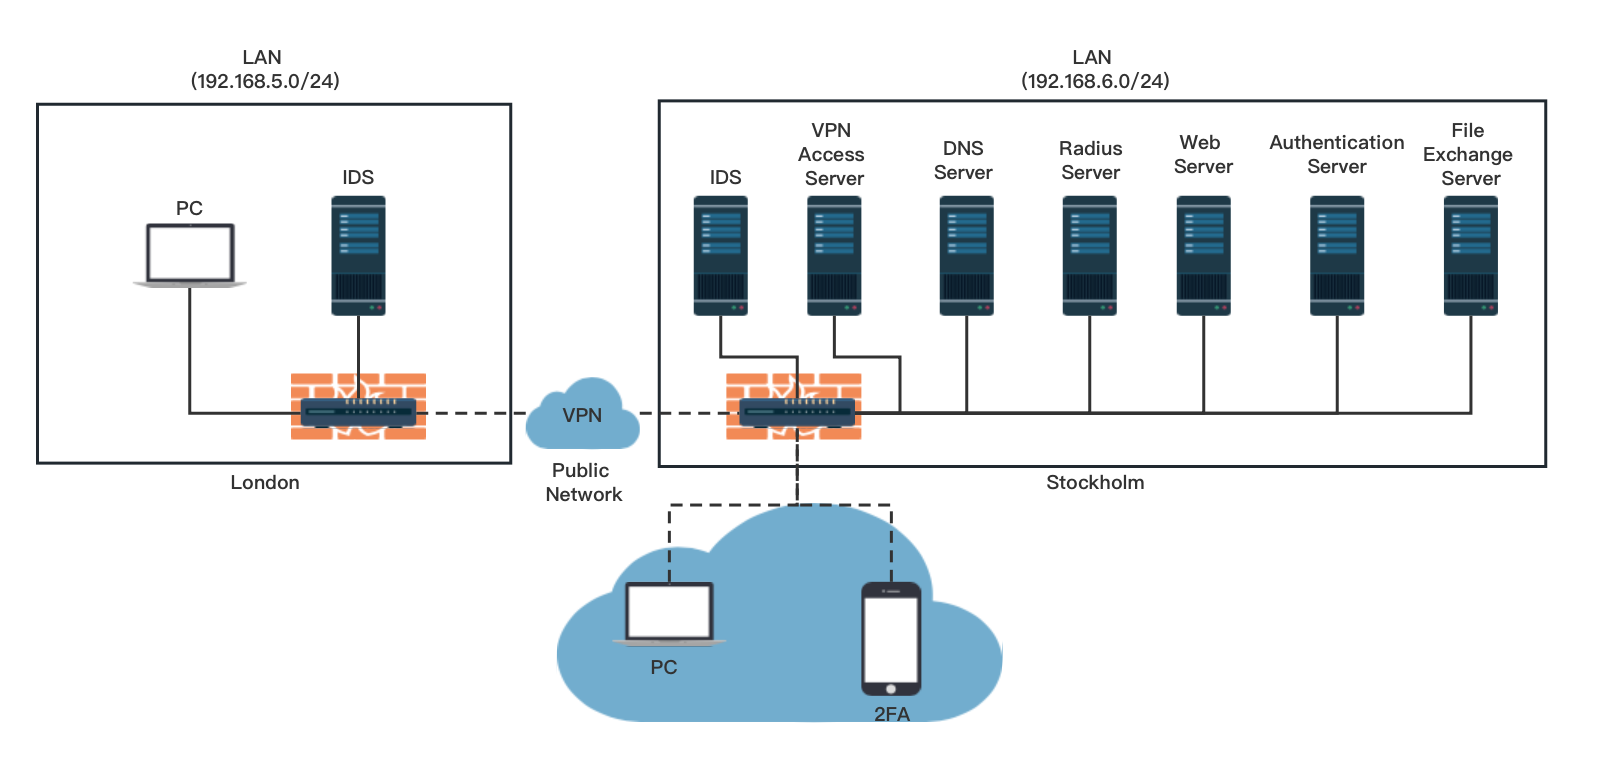 LAN
(192.168.5.0/24)
LAN
(192.168.6.0/24)
PC
IDS
IDS
VPN
Access
Server
DNS
Server
Radius
Server
Web
Server
Authentication
Server
File
Exchange
Server
VPN
Public
Network
London
Stockholm
PC
2FA